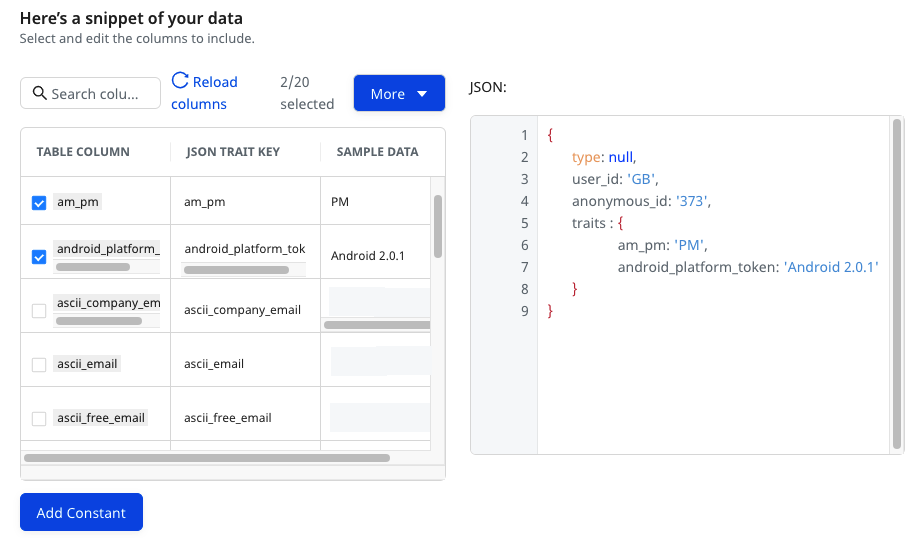 Here's a snippet of your data
Select and edit the columns to include.
Search colu...
Reload columns
2/20 selected
More
TABLE COLUMN JSON TRAIT KEY SAMPLE DATA
am_pm am_pm PM
android_platform_ android_platform_tok Android 2.0.1
ascii_company_em ascii_company_email
ascii_email ascii_email
ascii_free_email ascii_free_email
Add Constant
JSON:
1 {
2 type: null,
3 user_id: 'GB',
4 anonymous_id: '373',
5 traits : {
6 am_pm: 'PM',
7 android_platform_token: 'Android 2.0.1'
8 }
9 }